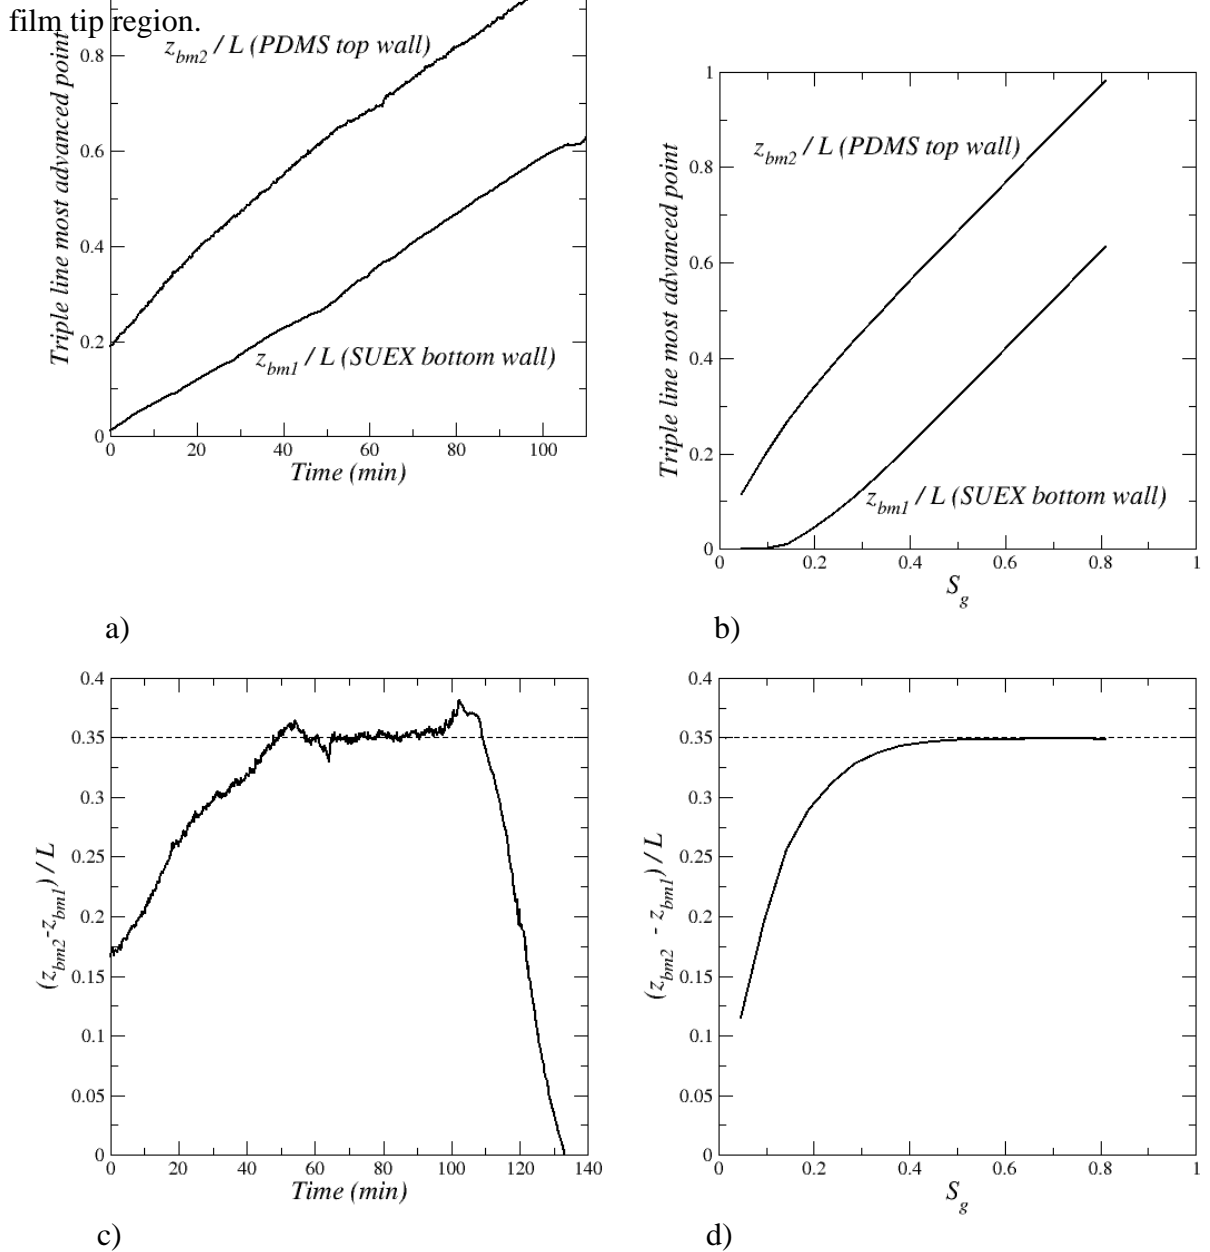 film tip region.
Triple line most advanced point
z_bm2 / L (PDMS top wall)
z_bm1 / L (SUEX bottom wall)
0.8
0.6
0.4
0.2
0
0 20 40 60 80 100
Time (min)
a)
Triple line most advanced point
z_bm2 / L (PDMS top wall)
z_bm1 / L (SUEX bottom wall)
1
0.8
0.6
0.4
0.2
0
0 0.2 0.4 0.6 0.8 1
S_g
b)
(z_bm2-z_bm1) / L
0.4
0.35
0.3
0.25
0.2
0.15
0.1
0.05
0
0 20 40 60 80 100 120 140
Time (min)
c)
(z_bm2 - z_bm1) / L
0.4
0.35
0.3
0.25
0.2
0.15
0.1
0.05
0
0 0.2 0.4 0.6 0.8 1
S_g
d)